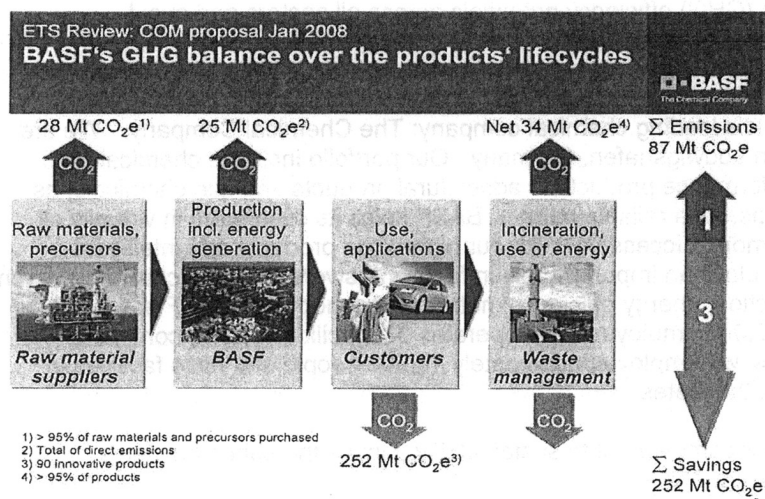 ETS Review: COM proposal Jan 2008
BASF's GHG balance over the products' lifecycles
BASF
The Chemical Company
28 Mt CO₂e¹⁾
25 Mt CO₂e²⁾
Net 34 Mt CO₂e⁴⁾
Σ Emissions
87 Mt CO₂e
CO₂
CO₂
CO₂
Raw materials,
precursors
Raw material
suppliers
Production
incl. energy
generation
BASF
Use,
applications
Customers
Incineration,
use of energy
Waste
management
1
3
CO₂
CO₂
252 Mt CO₂e³⁾
Σ Savings
252 Mt CO₂e
1) > 95% of raw materials and precursors purchased
2) Total of direct emissions
3) 90 innovative products
4) > 95% of products